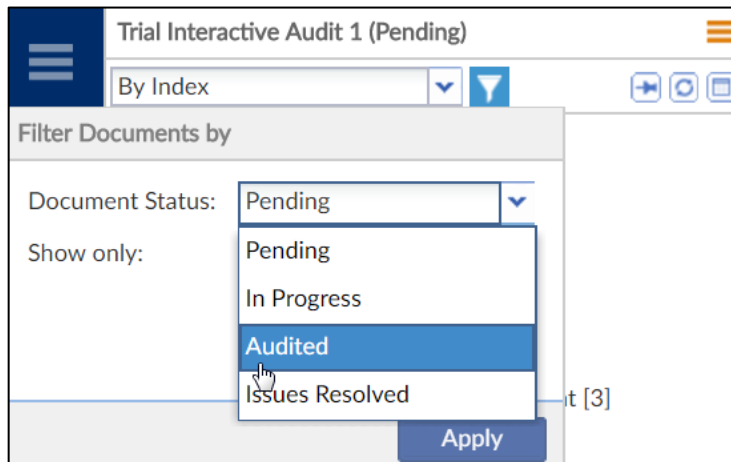 Trial Interactive Audit 1 (Pending)
By Index
Filter Documents by
Document Status: Pending
Show only:
Pending
In Progress
Audited
Issues Resolved
t [3]
Apply